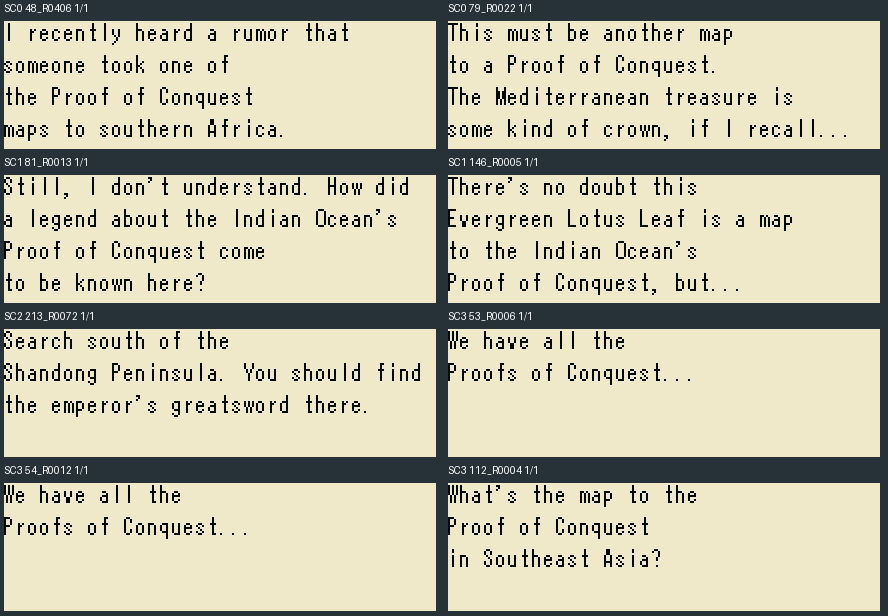 SC0 48_R0406 1/1
I recently heard a rumor that
someone took one of
the Proof of Conquest
maps to southern Africa.
SC0 79_R0022 1/1
This must be another map
to a Proof of Conquest.
The Mediterranean treasure is
some kind of crown, if I recall...
SC1 81_R0013 1/1
Still, I don't understand. How did
a legend about the Indian Ocean's
Proof of Conquest come
to be known here?
SC1 146_R0005 1/1
There's no doubt this
Evergreen Lotus Leaf is a map
to the Indian Ocean's
Proof of Conquest, but...
SC2 213_R0072 1/1
Search south of the
Shandong Peninsula. You should find
the emperor's greatsword there.
SC3 53_R0006 1/1
We have all the
Proofs of Conquest...
SC3 54_R0012 1/1
We have all the
Proofs of Conquest...
SC3 112_R0004 1/1
What's the map to the
Proof of Conquest
in Southeast Asia?